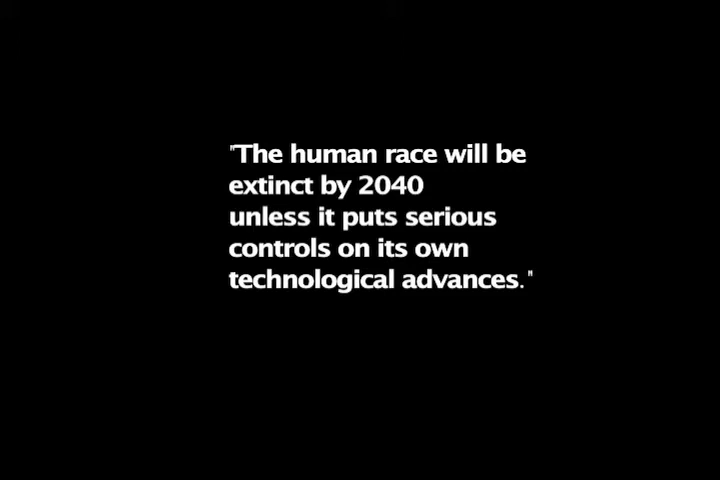 "The human race will be
extinct by 2040
unless it puts serious
controls on its own
technological advances."